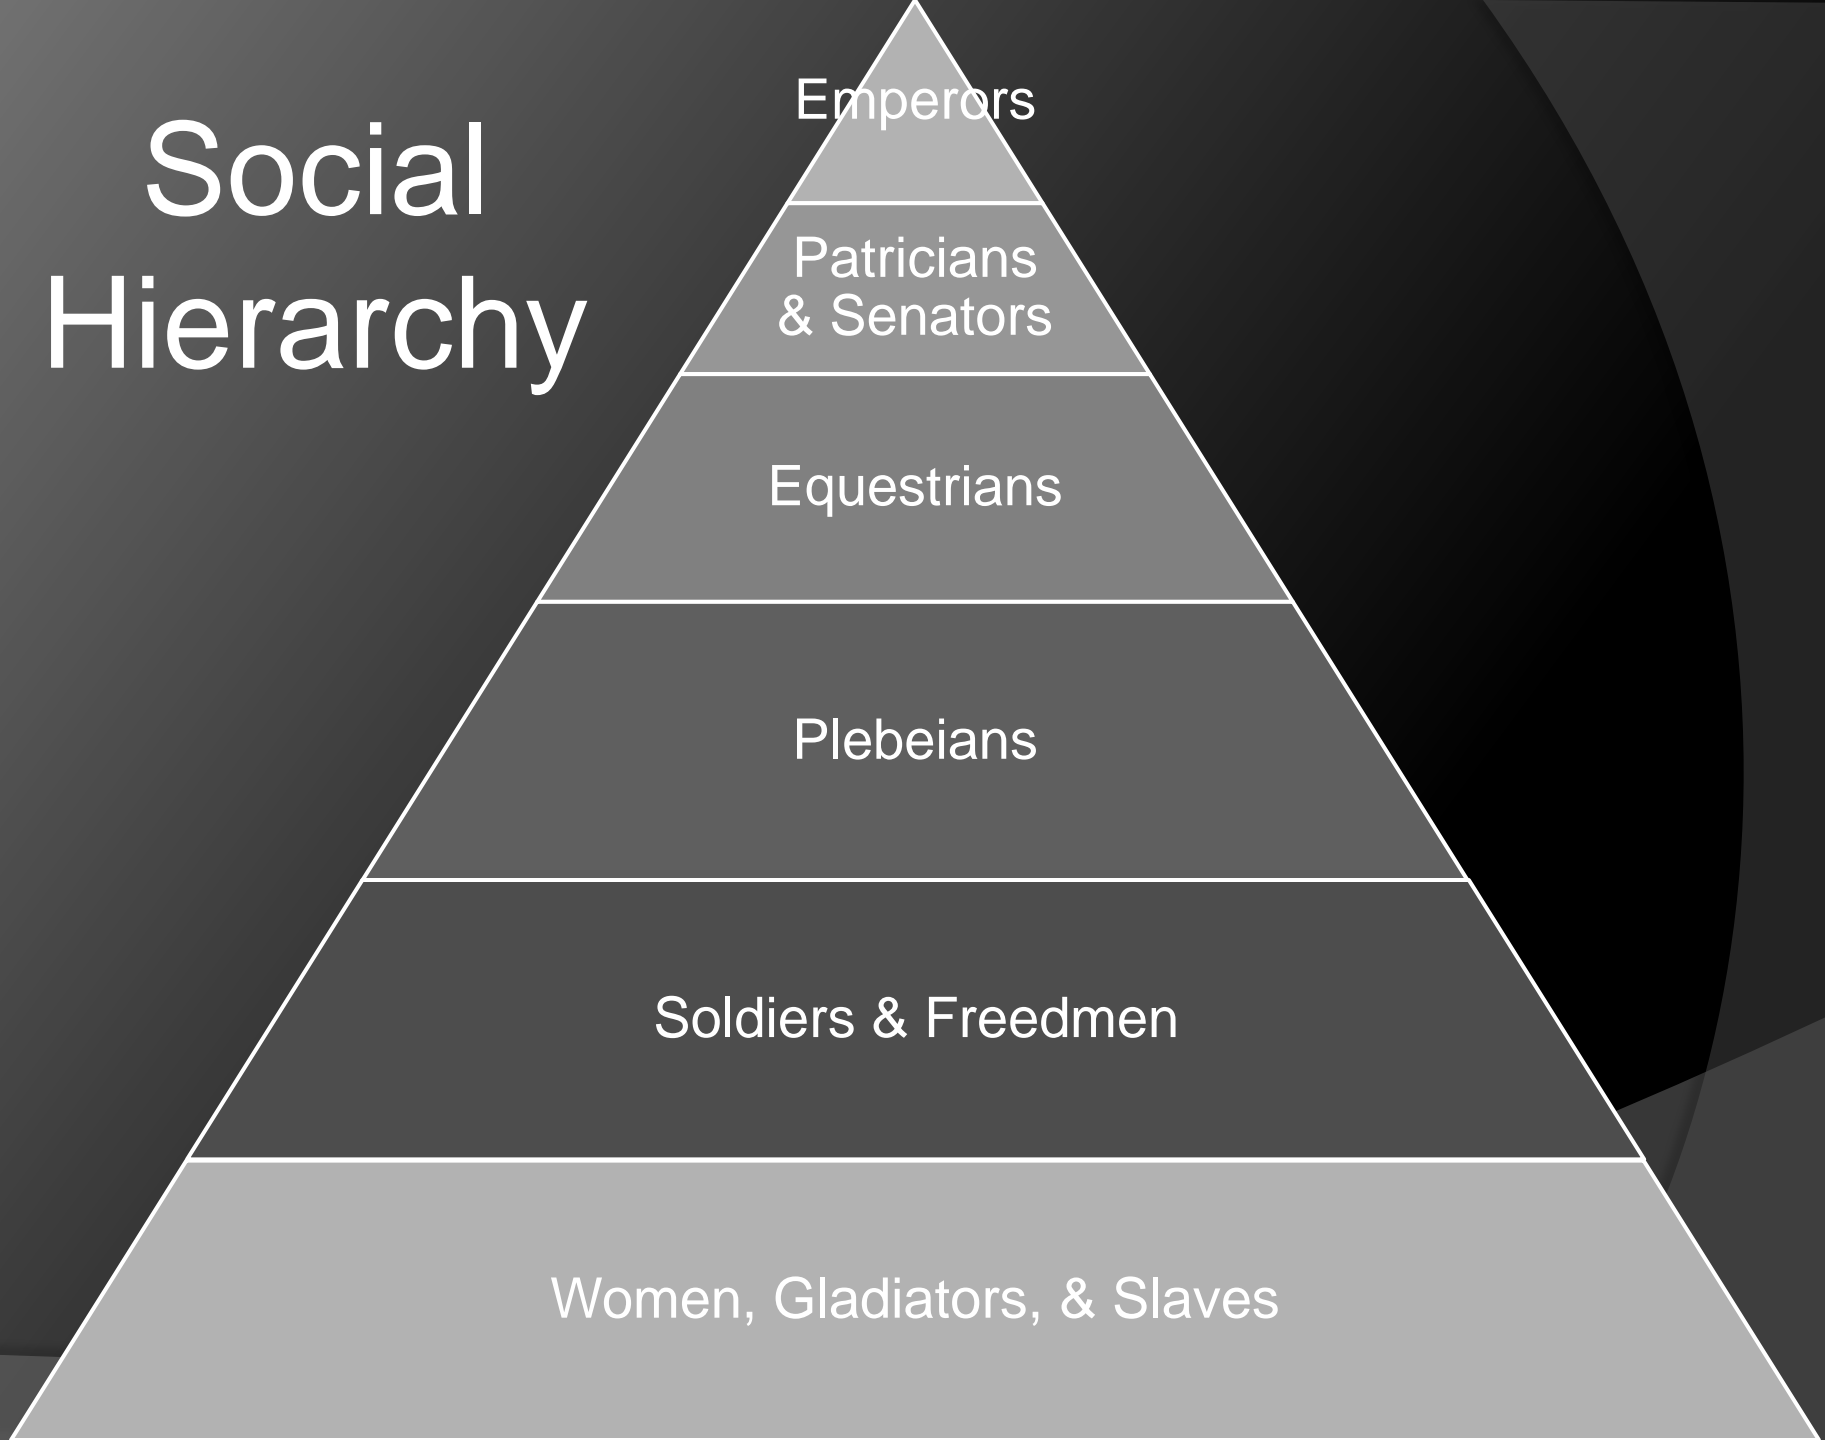 Social
Hierarchy
Emperors
Patricians
& Senators
Equestrians
Plebeians
Soldiers & Freedmen
Women, Gladiators, & Slaves